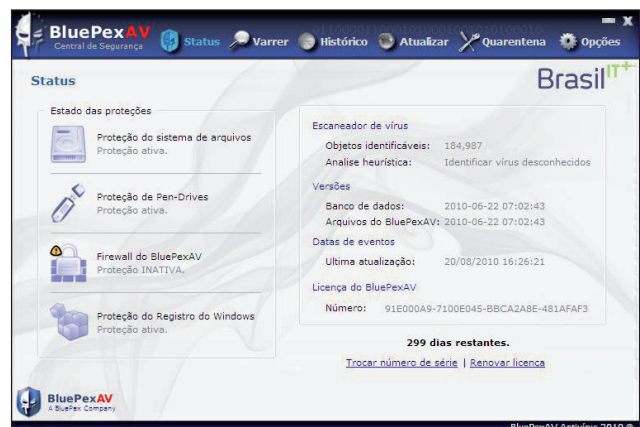 BluePexAV
Central de Segurança
Status
Varrer
Histórico
Atualizar
Quarentena
Opções
Status
BrasilIT+
Estado das proteções
Proteção do sistema de arquivos
Proteção ativa.
Proteção de Pen-Drives
Proteção ativa.
Firewall do BluePexAV
Proteção INATIVA.
Proteção do Registro do Windows
Proteção ativa.
Escaneador de vírus
Objetos identificáveis: 184,987
Analise heurística: Identificar vírus desconhecidos
Versões
Banco de dados: 2010-06-22 07:02:43
Arquivos do BluePexAV: 2010-06-22 07:02:43
Datas de eventos
Ultima atualização: 20/08/2010 16:26:21
Licença do BluePexAV
Número: 91E000A9-7100E045-BBCA2A8E-481AFAF3
299 dias restantes.
Trocar número de série | Renovar licença
BluePexAV
A BluePex Company
BluePexAV Antivírus 2010 ©